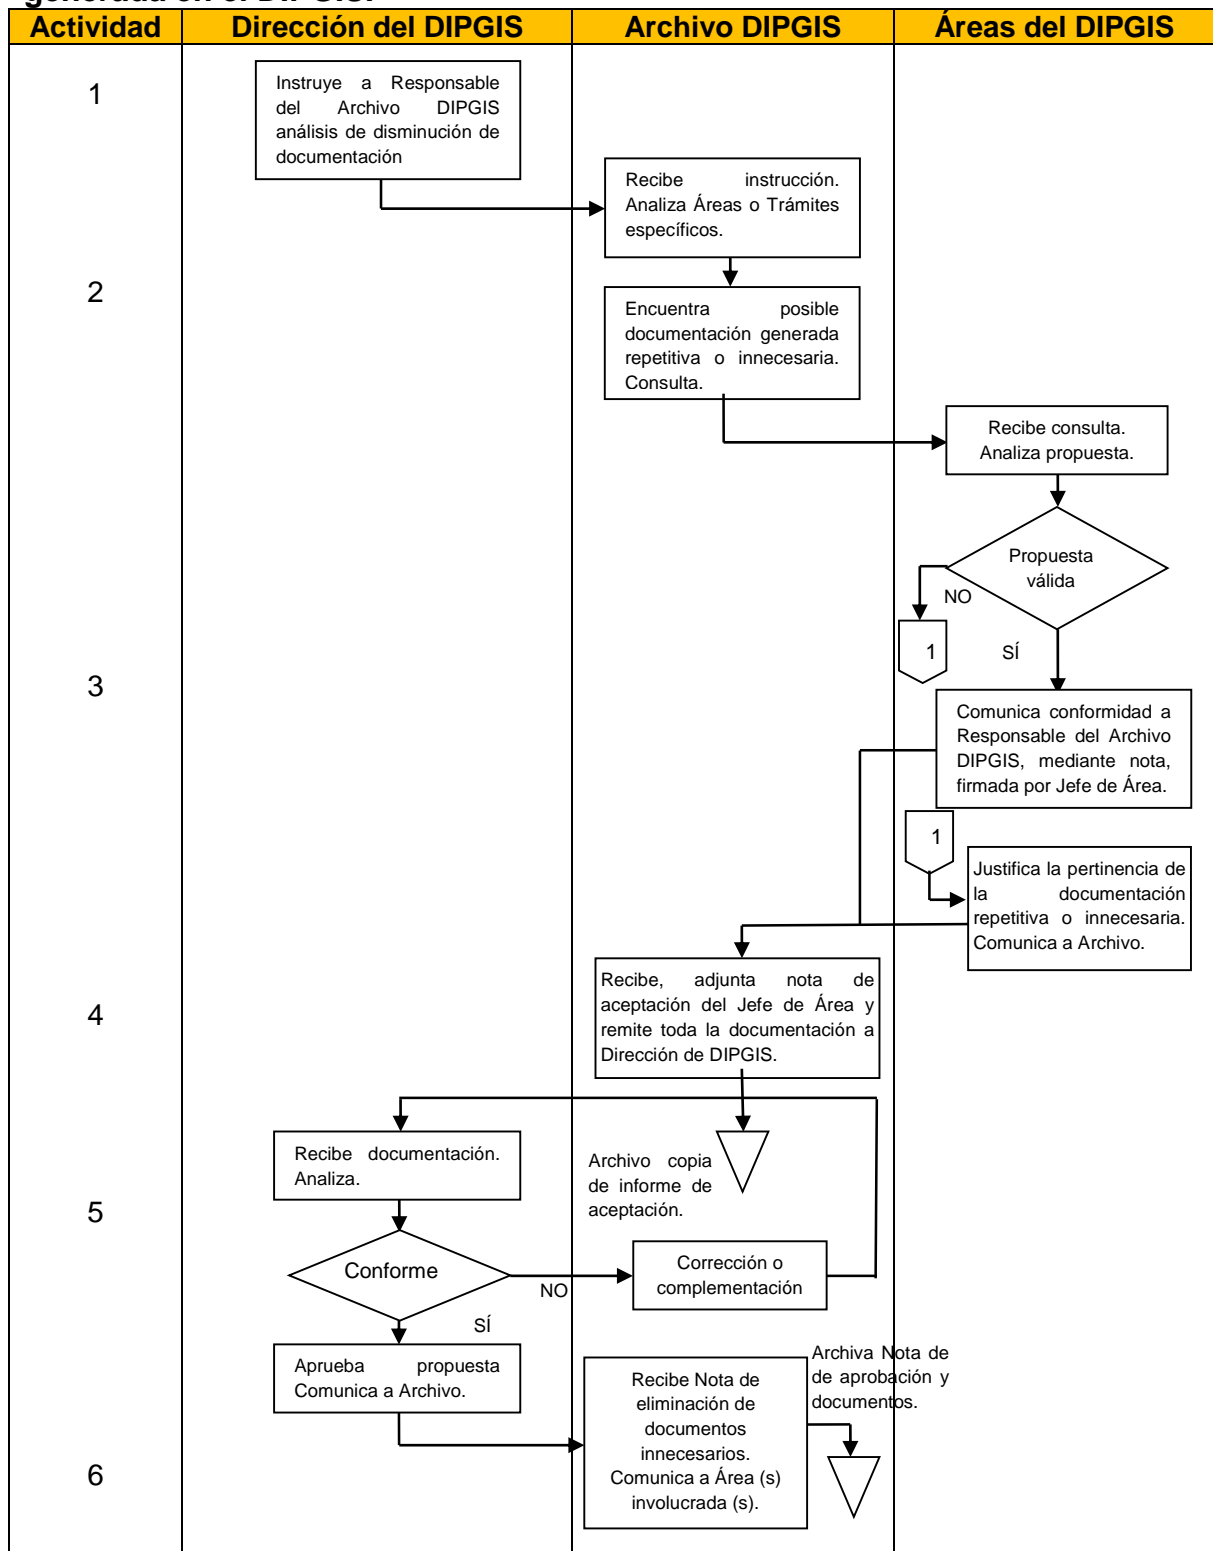 generada en el DIPGIS.
Actividad Dirección del DIPGIS Archivo DIPGIS Áreas del DIPGIS
1
Instruye a Responsable
del Archivo DIPGIS
análisis de disminución de
documentación
Recibe instrucción.
Analiza Áreas o Trámites
específicos.
2
Encuentra posible
documentación generada
repetitiva o innecesaria.
Consulta.
Recibe consulta.
Analiza propuesta.
Propuesta
válida
NO
1
SÍ
3
Comunica conformidad a
Responsable del Archivo
DIPGIS, mediante nota,
firmada por Jefe de Área.
1
Justifica la pertinencia de
la documentación
repetitiva o innecesaria.
Comunica a Archivo.
4
Recibe, adjunta nota de
aceptación del Jefe de Área y
remite toda la documentación a
Dirección de DIPGIS.
Recibe documentación.
Analiza.
Archivo copia
de informe de
aceptación.
5
Conforme
NO
Corrección o
complementación
SÍ
Aprueba propuesta
Comunica a Archivo.
Archiva Nota de
de aprobación y
documentos.
Recibe Nota de
eliminación de
documentos
innecesarios.
Comunica a Área (s)
involucrada (s).
6